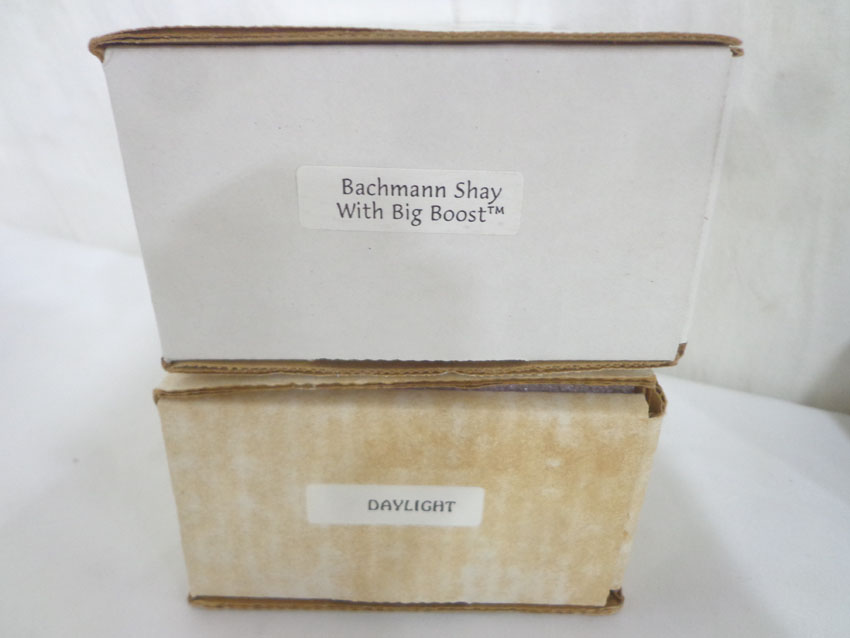 Bachmann Shay
With Big Boost™
DAYLIGHT